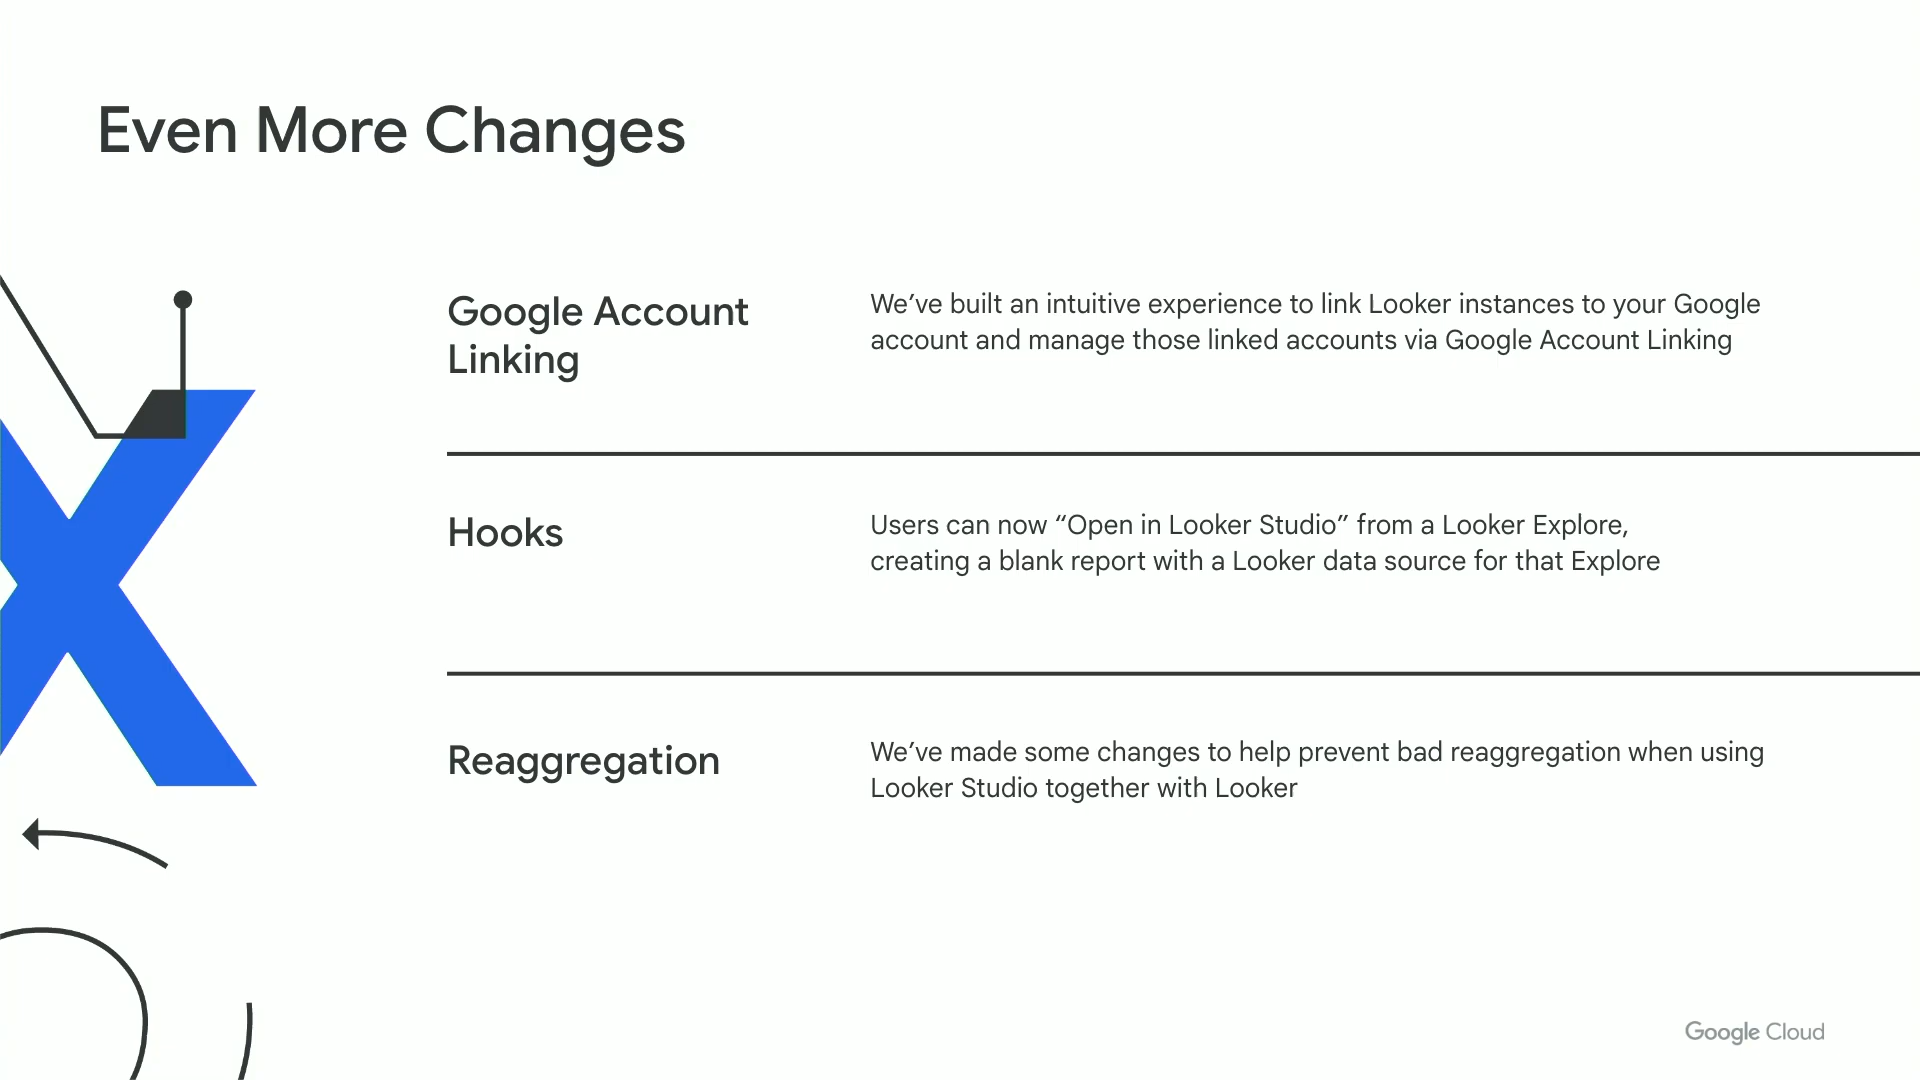 Even More Changes
Google Account
Linking
We’ve built an intuitive experience to link Looker instances to your Google
account and manage those linked accounts via Google Account Linking
Hooks
Users can now “Open in Looker Studio” from a Looker Explore,
creating a blank report with a Looker data source for that Explore
Reaggregation
We’ve made some changes to help prevent bad reaggregation when using
Looker Studio together with Looker
Google Cloud